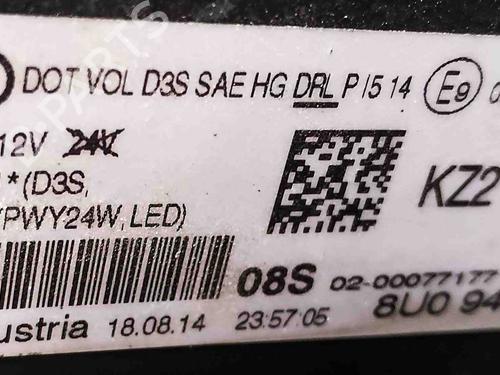 DOT VOL D3S SAE HG DRL P I5 14 E9
12V 24V
*(D3S,
PWY24W, LED)
KZ2
08S 02-00077177
ustria 18.08.14 23:57:05 8U0 94